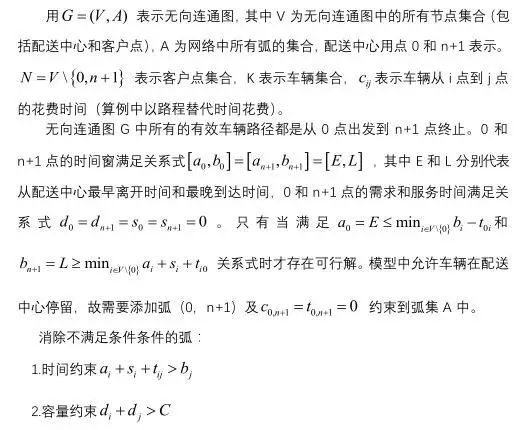 用 G = (V, A) 表示无向连通图, 其中 V 为无向连通图中的所有节点集合 (包
括配送中心和客户点), A 为网络中所有弧的集合, 配送中心用点 0 和 n+1 表示。
N = V \ {0, n+1} 表示客户点集合, K 表示车辆集合, c_{ij} 表示车辆从 i 点到 j 点
的花费时间 (算例中以路程替代时间花费)。
无向连通图 G 中所有的有效车辆路径都是从 0 点出发到 n+1 点终止。0 和
n+1 点的时间窗满足关系式 [a_0, b_0] = [a_{n+1}, b_{n+1}] = [E, L] , 其中 E 和 L 分别代表
从配送中心最早离开时间和最晚到达时间, 0 和 n+1 点的需求和服务时间满足关
系式 d_0 = d_{n+1} = s_0 = s_{n+1} = 0 。只有当满足 a_0 = E ≤ min_{i∈V\{0}} b_i − t_{0i} 和
b_{n+1} = L ≥ min_{i∈V\{0}} a_i + s_i + t_{i0} 关系式时才存在可行解。模型中允许车辆在配送
中心停留, 故需要添加弧 (0, n+1) 及 c_{0,n+1} = t_{0,n+1} = 0 约束到弧集 A 中。
消除不满足条件条件的弧:
1.时间约束 a_i + s_i + t_{ij} > b_j
2.容量约束 d_i + d_j > C